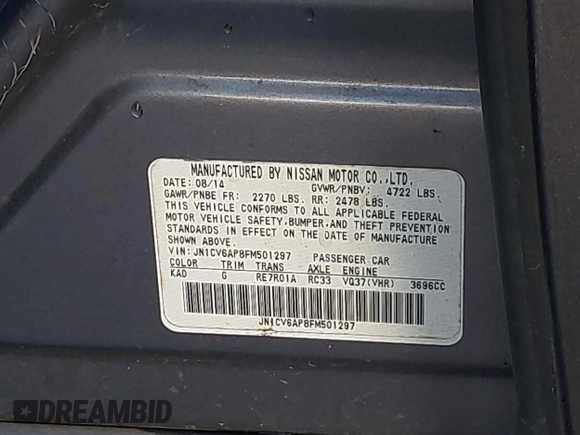 MANUFACTURED BY NISSAN MOTOR CO.,LTD.
DATE: 08/14 GVWR/PNBV: 4722 LBS.
GAWR/PNBE FR: 2270 LBS. RR: 2478 LBS.
THIS VEHICLE CONFORMS TO ALL APPLICABLE FEDERAL
MOTOR VEHICLE SAFETY,BUMPER,AND THEFT PREVENTION
STANDARDS IN EFFECT ON THE DATE OF MANUFACTURE
SHOWN ABOVE.
VIN: JN1CV6AP8FM501297 PASSENGER CAR
COLOR TRIM TRANS AXLE ENGINE
KAD G RE7R01A RC33 VQ37(VHR) 3696CC
JN1CV6AP8FM501297
DREAMBID